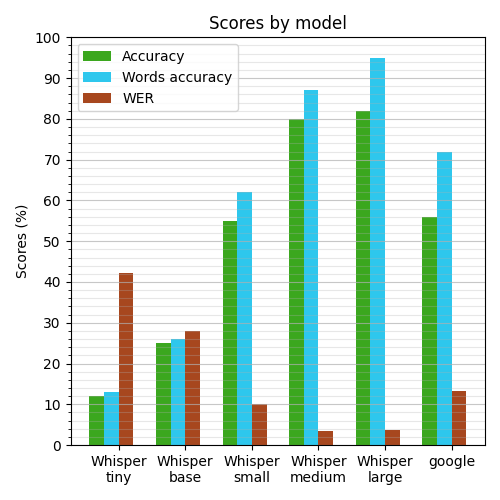 Scores by model
Accuracy
Words accuracy
WER
Scores (%)
100
90
80
70
60
50
40
30
20
10
0
Whisper tiny
Whisper base
Whisper small
Whisper medium
Whisper large
google